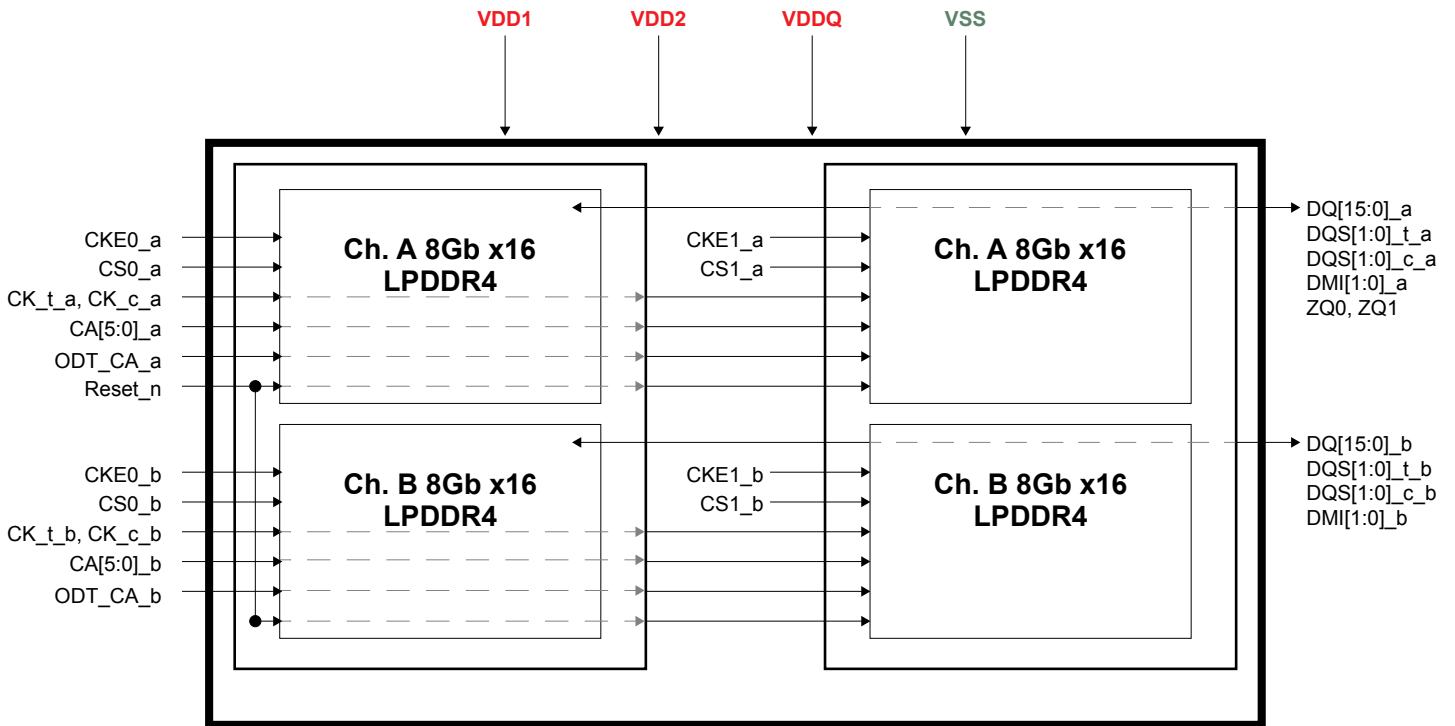 VDD1
VDD2
VDDQ
VSS
CKE0_a
CS0_a
CK_t_a, CK_c_a
CA[5:0]_a
ODT_CA_a
Reset_n
Ch. A 8Gb x16
LPDDR4
CKE1_a
CS1_a
Ch. A 8Gb x16
LPDDR4
DQ[15:0]_a
DQS[1:0]_t_a
DQS[1:0]_c_a
DMI[1:0]_a
ZQ0, ZQ1
CKE0_b
CS0_b
CK_t_b, CK_c_b
CA[5:0]_b
ODT_CA_b
Ch. B 8Gb x16
LPDDR4
CKE1_b
CS1_b
Ch. B 8Gb x16
LPDDR4
DQ[15:0]_b
DQS[1:0]_t_b
DQS[1:0]_c_b
DMI[1:0]_b